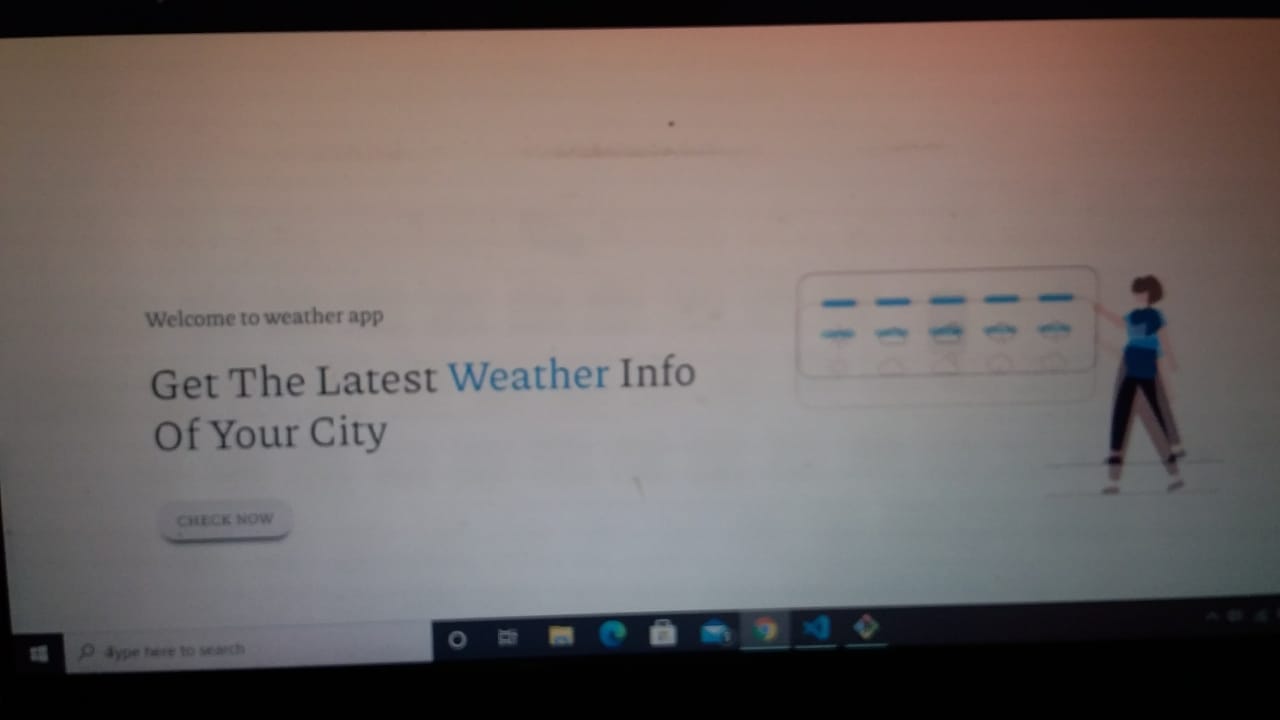 Welcome to weather app
Get The Latest Weather Info
Of Your City
CHECK NOW
Type here to search